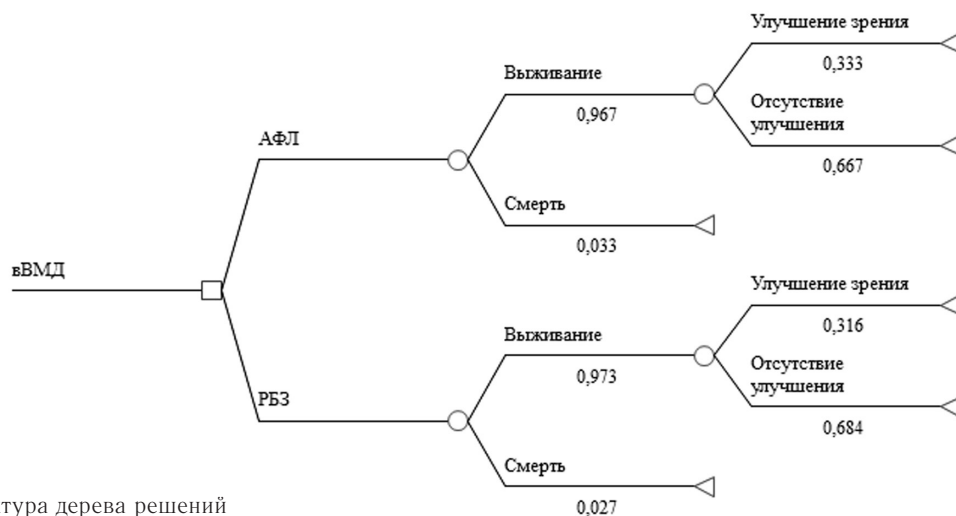 Улучшение зрения
0,333
Выживание
0,967
Отсутствие
улучшения
0,667
АФЛ
Смерть
0,033
вВМД
Улучшение зрения
0,316
Выживание
0,973
Отсутствие
улучшения
0,684
РБЗ
Смерть
0,027
дерева решений